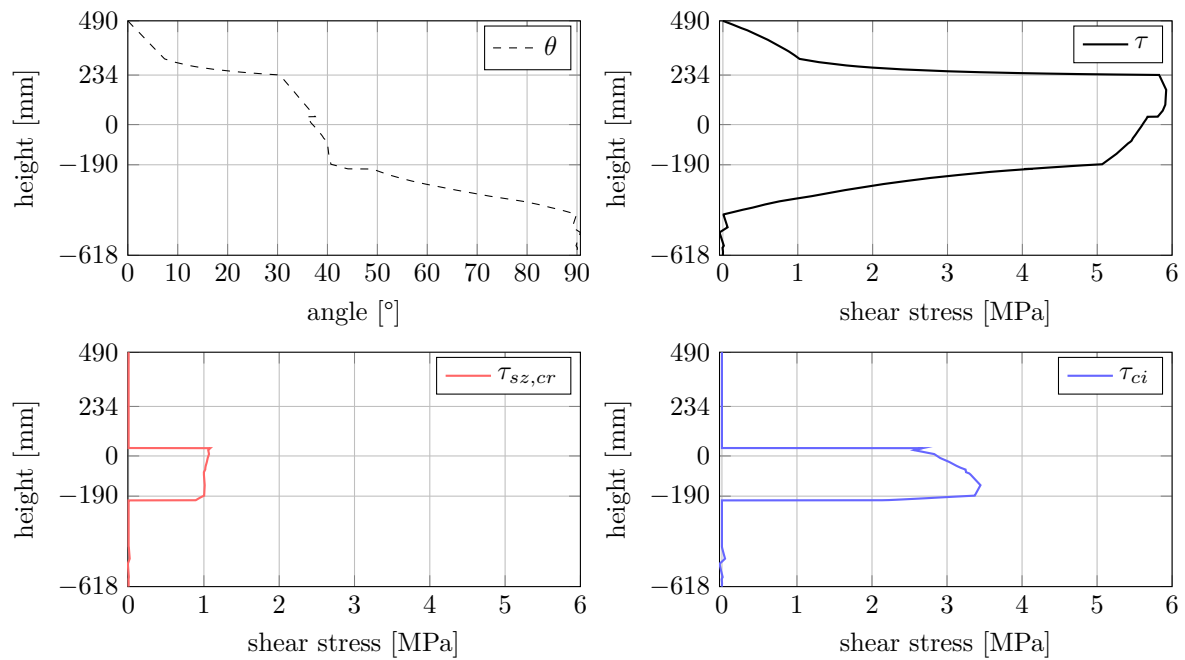 490
234
0
−190
−618
height [mm]
θ
0 10 20 30 40 50 60 70 80 90
angle [°]
490
234
0
−190
−618
height [mm]
τ
0 1 2 3 4 5 6
shear stress [MPa]
490
234
0
−190
−618
height [mm]
τsz,cr
0 1 2 3 4 5 6
shear stress [MPa]
490
234
0
−190
−618
height [mm]
τci
0 1 2 3 4 5 6
shear stress [MPa]